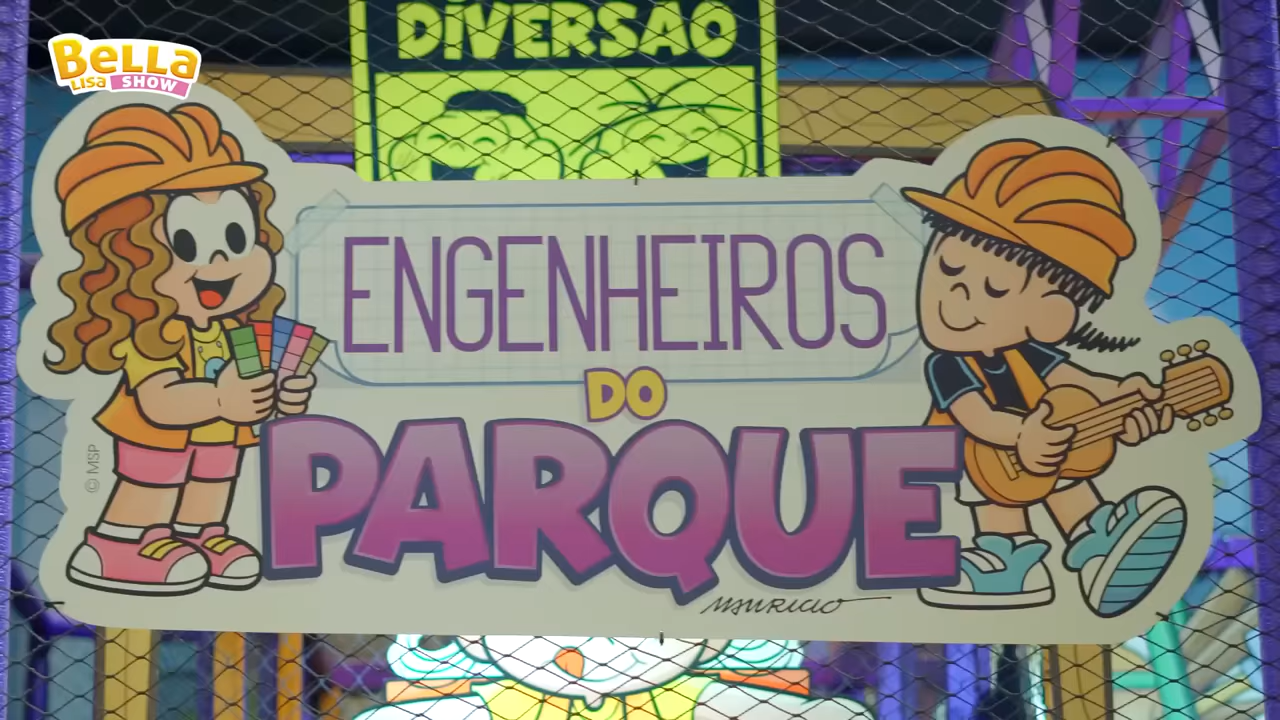 DIVERSÃO
BELLA
LISA SHOW
ENGENHEIROS
DO
PARQUE
© MSP
MAURICIO